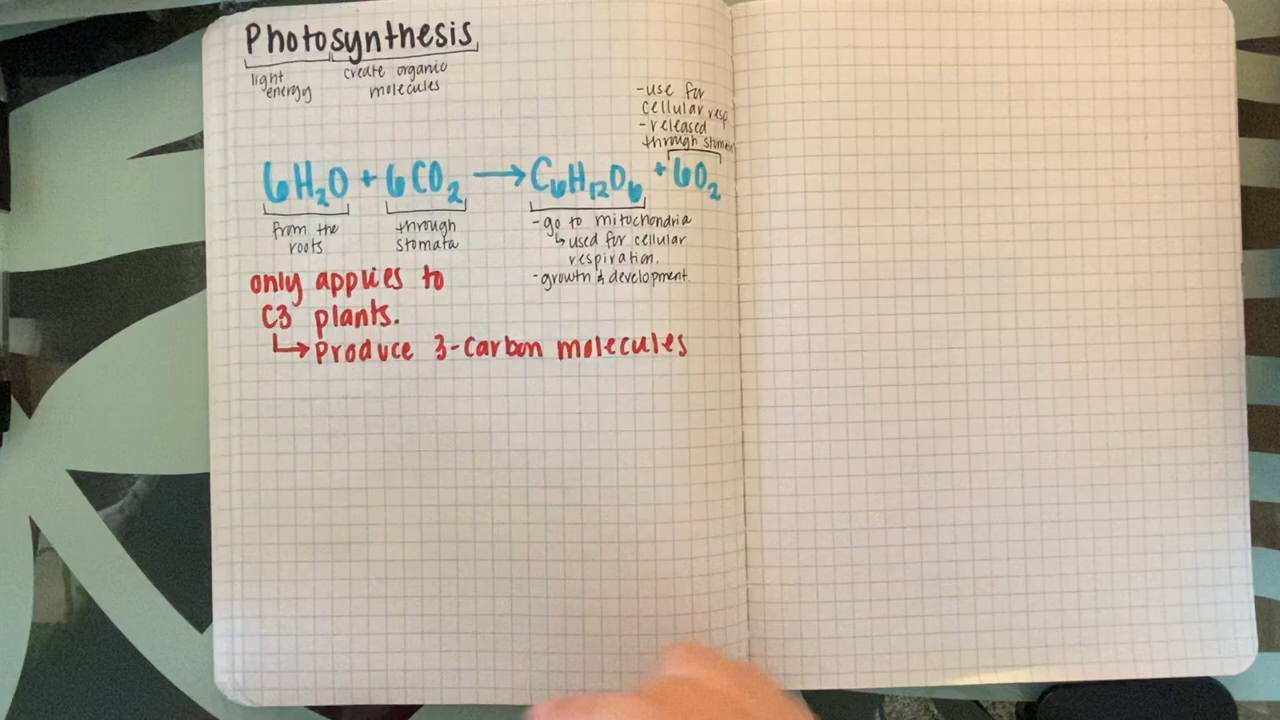 Photosynthesis
light
energy
create organic
molecules
-use for
cellular resp.
-released
through
6H₂O + 6CO₂ → C₆H₁₂O₆ + 6O₂
from the
roots
through
stomata
-go to mitochondria
↳used for cellular
respiration.
-growth & development.
only applies to
C3 plants.
↳produce 3-carbon molecules